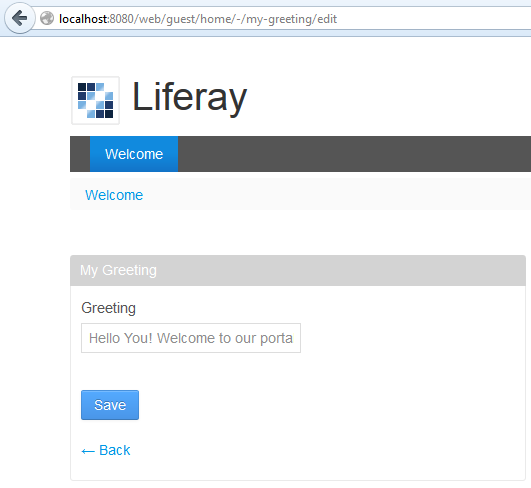 localhost:8080/web/guest/home/-/my-greeting/edit
Liferay
Welcome
Welcome
My Greeting
Greeting
Hello You! Welcome to our porta
Save
← Back